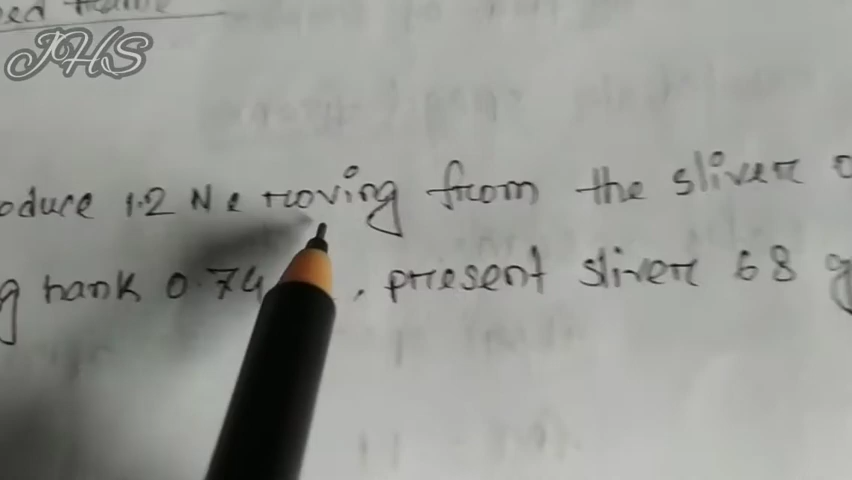 JHS
oduce 1.2 Ne roving from the sliver
g hank 0.74 , present sliver 68 g